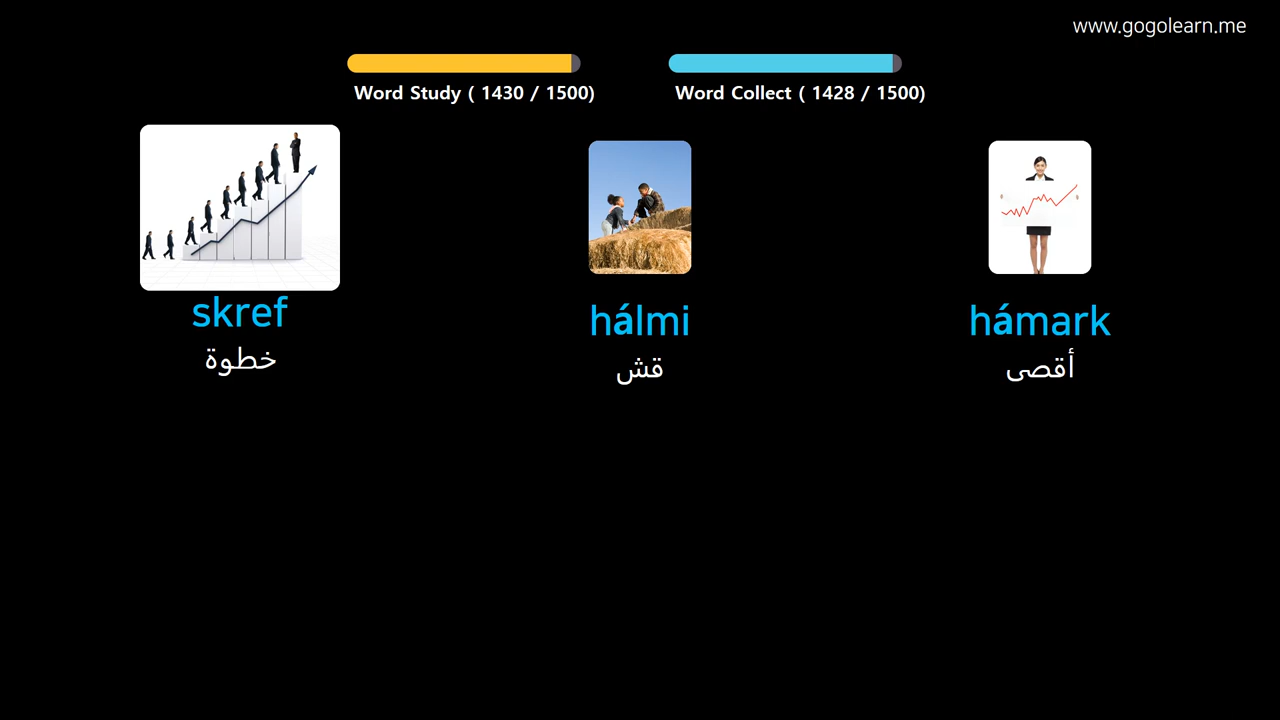 www.gogolearn.me
Word Study ( 1430 / 1500)
Word Collect ( 1428 / 1500)
skref
خطوة
hálmi
قش
hámark
أقصى